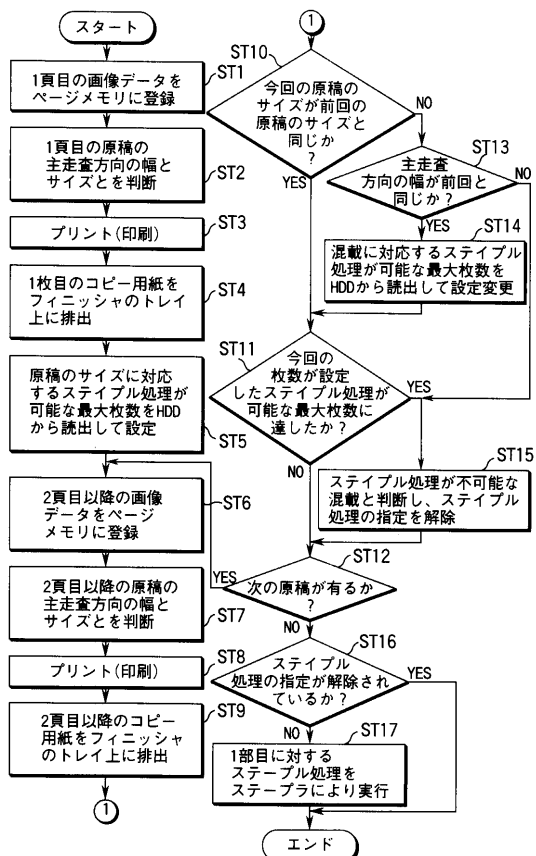 スタート
1頁目の画像データを
ページメモリに登録
ST1
1頁目の原稿の
主走査方向の幅と
サイズとを判断
ST2
プリント(印刷)
ST3
1枚目のコピー用紙を
フィニッシャのトレイ
上に排出
ST4
原稿のサイズに対応
するステイプル処理が
可能な最大枚数をHDD
から読出して設定
ST5
2頁目以降の画像
データをページ
メモリに登録
ST6
2頁目以降の原稿の
主走査方向の幅と
サイズとを判断
ST7
プリント(印刷)
ST8
2頁目以降のコピー
用紙をフィニッシャ
のトレイ上に排出
ST9
1
1
ST10
今回の原稿の
サイズが前回の
原稿のサイズと
同じか
?
NO
YES
ST13
主走査
方向の幅が前回と
同じか?
NO
YES
ST14
混載に対応するステイプル
処理が可能な最大枚数を
HDDから読出して設定変更
ST11
今回の
枚数が設定
したステイプル処理が
可能な最大枚数に
達したか?
YES
NO
ST15
ステイプル処理が不可能な
混載と判断し、ステイプル
処理の指定を解除
ST12
YES
次の原稿が有るか
?
NO
ST16
ステイプル
処理の指定が解除され
ているか?
YES
NO
ST17
1部目に対する
ステープル処理を
ステープラにより実行
エンド